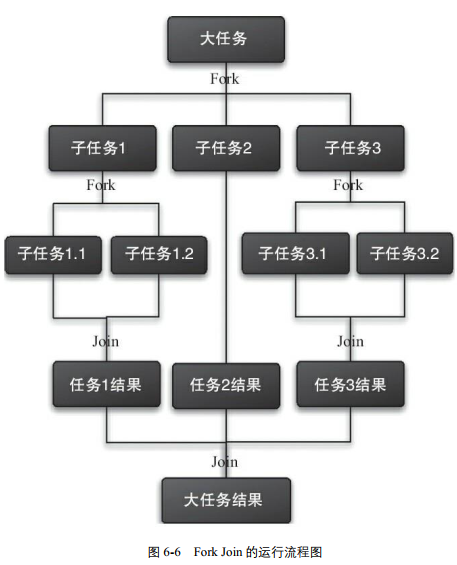 大任务
Fork
子任务1 子任务2 子任务3
Fork Fork
子任务1.1 子任务1.2 子任务3.1 子任务3.2
Join Join
任务1结果 任务2结果 任务3结果
Join
大任务结果
图 6-6 Fork Join 的运行流程图